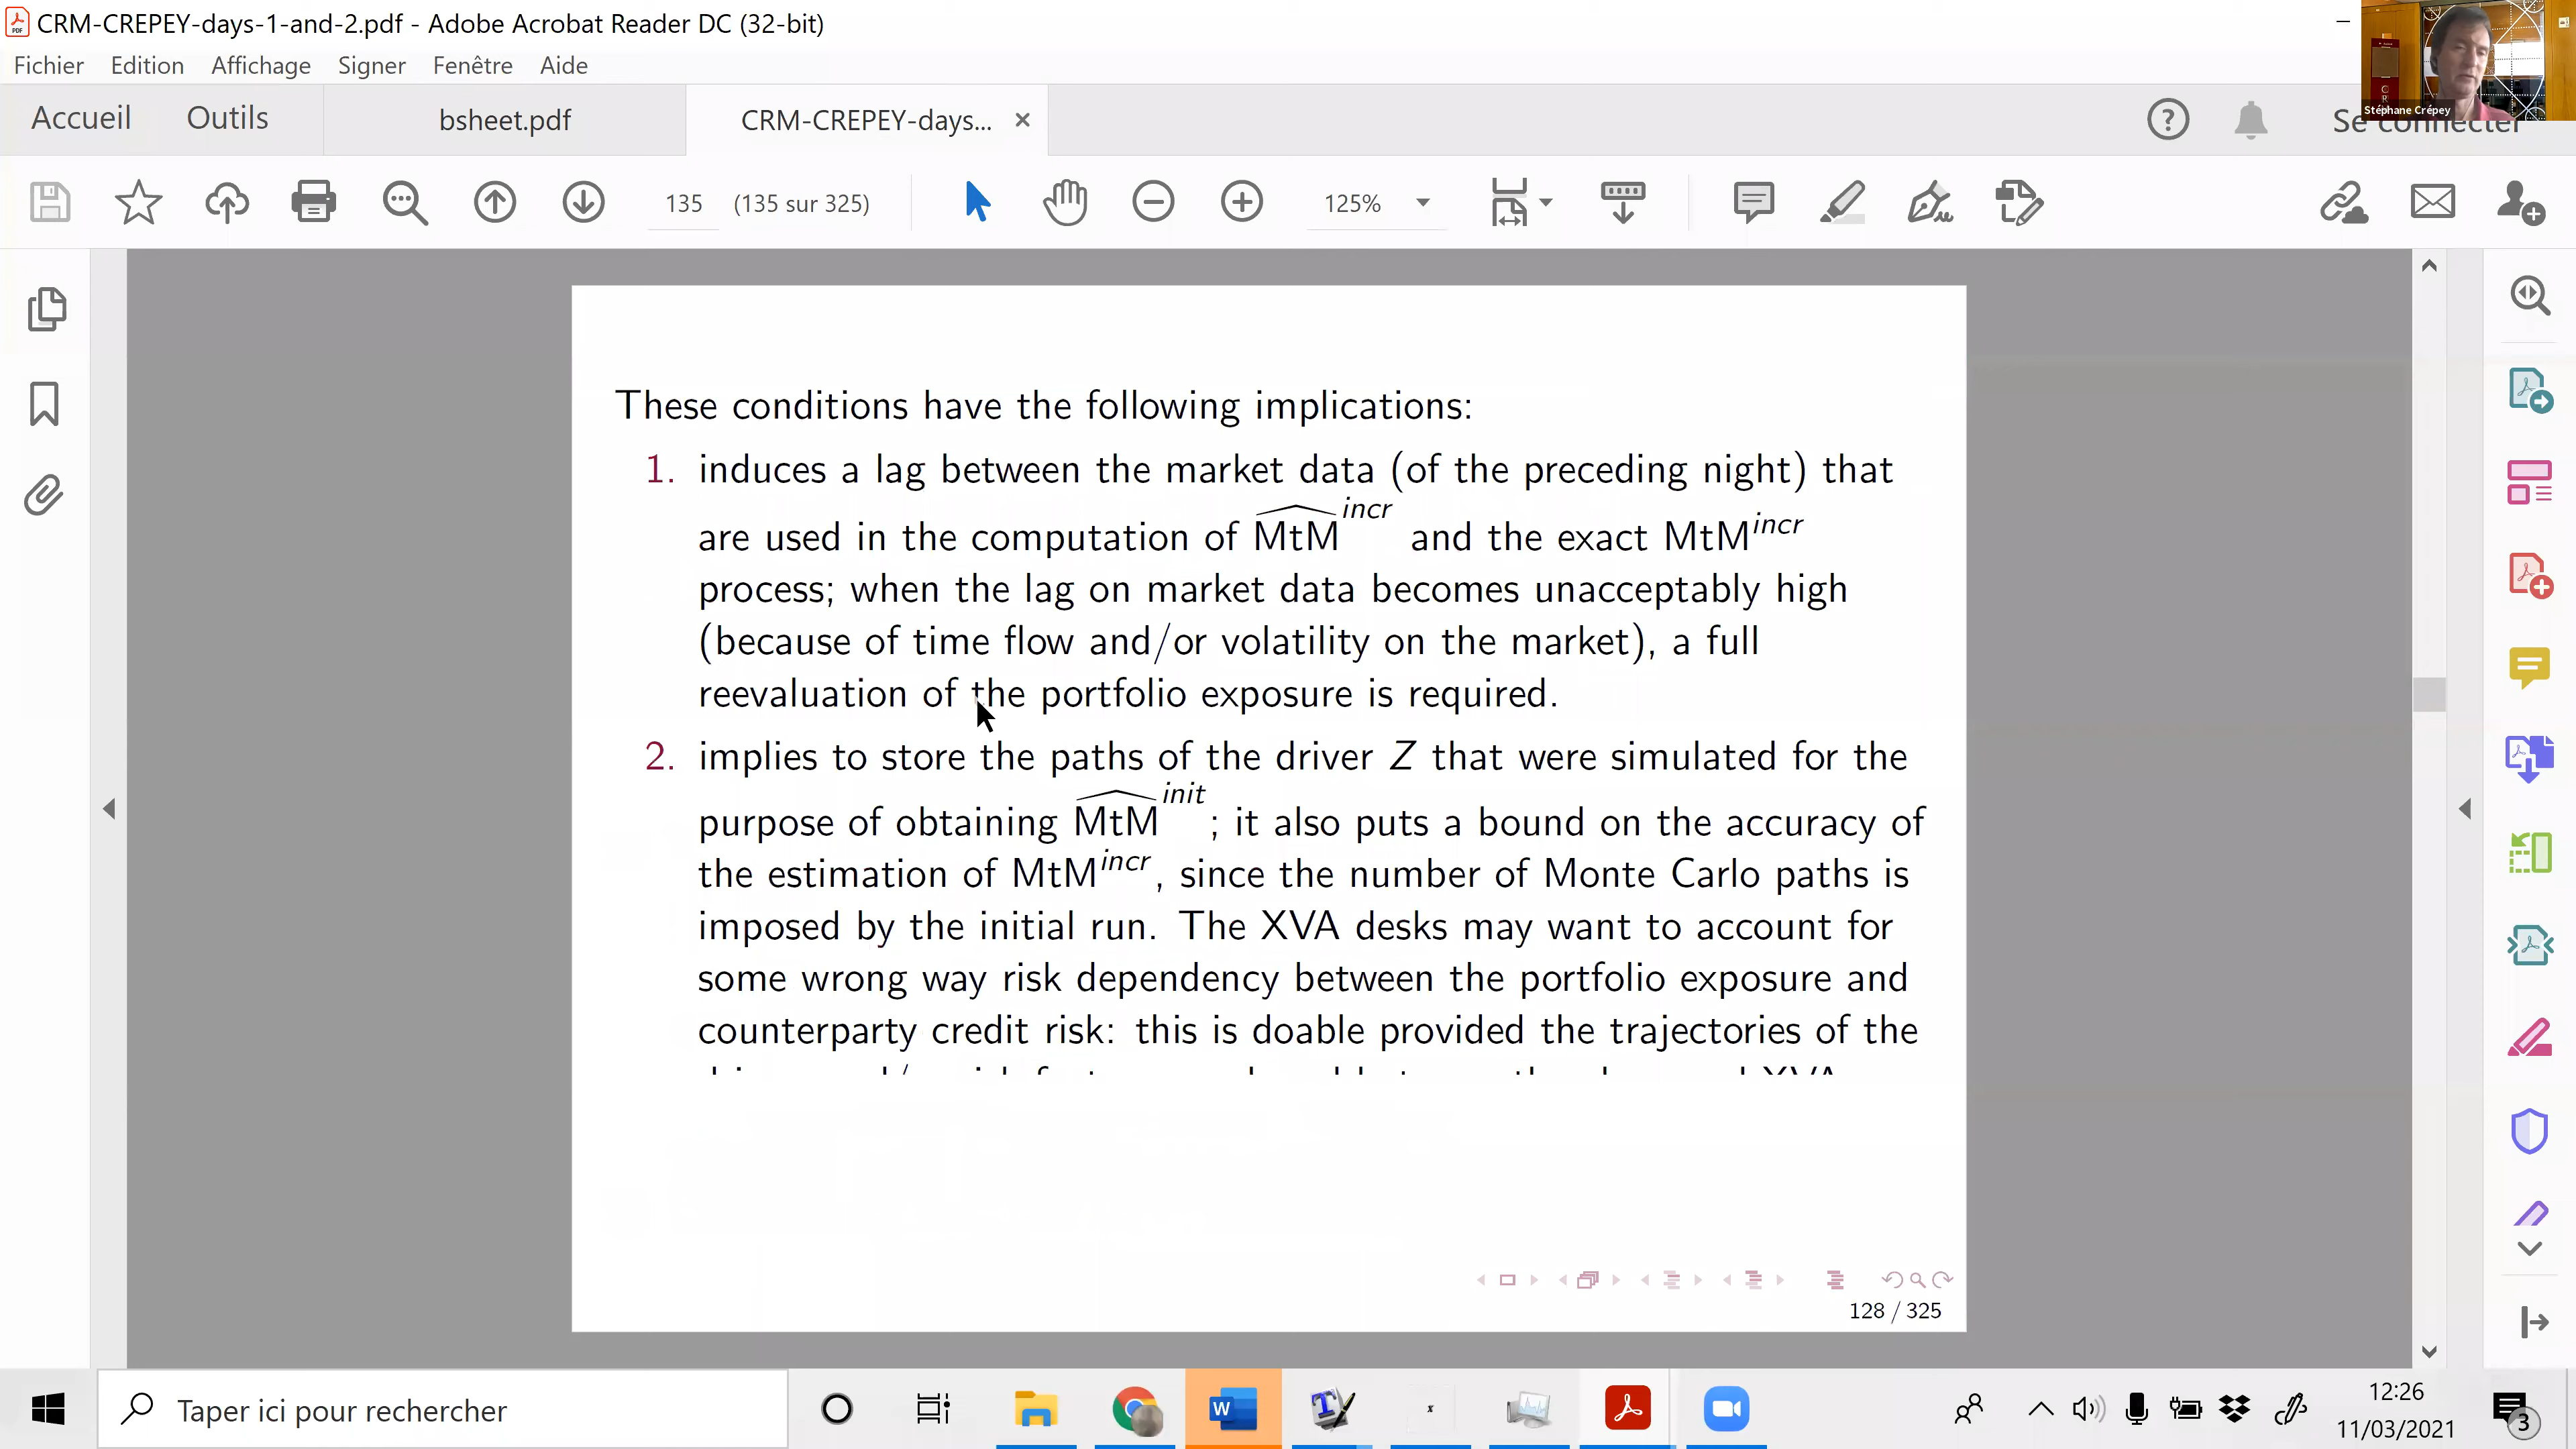 CRM-CREPEY-days-1-and-2.pdf - Adobe Acrobat Reader DC (32-bit)
Fichier Edition Affichage Signer Fenêtre Aide
Stéphane Crépey
Accueil Outils bsheet.pdf CRM-CREPEY-days... Se connecter
135 (135 sur 325) 125%
These conditions have the following implications:
1. induces a lag between the market data (of the preceding night) that
are used in the computation of $\widehat{\text{MtM}}^{incr}$ and the exact MtM$^{incr}$
process; when the lag on market data becomes unacceptably high
(because of time flow and/or volatility on the market), a full
reevaluation of the portfolio exposure is required.
2. implies to store the paths of the driver Z that were simulated for the
purpose of obtaining $\widehat{\text{MtM}}^{init}$; it also puts a bound on the accuracy of
the estimation of MtM$^{incr}$, since the number of Monte Carlo paths is
imposed by the initial run. The XVA desks may want to account for
some wrong way risk dependency between the portfolio exposure and
counterparty credit risk: this is doable provided the trajectories of the
128 / 325
Taper ici pour rechercher
12:26
11/03/2021
3